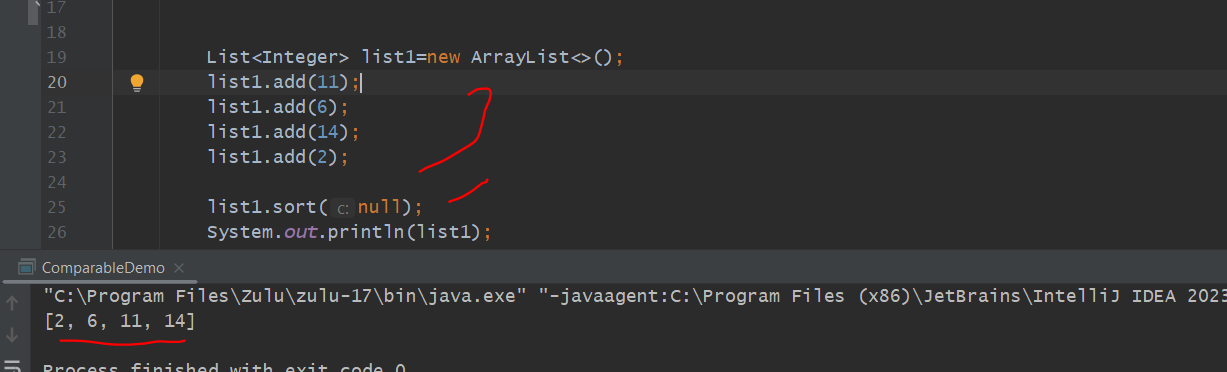 17
18
19 List<Integer> list1=new ArrayList<>();
20 list1.add(11);
21 list1.add(6);
22 list1.add(14);
23 list1.add(2);
24
25 list1.sort( c: null);
26 System.out.println(list1);
ComparableDemo ×
"C:\Program Files\Zulu\zulu-17\bin\java.exe" "-javaagent:C:\Program Files (x86)\JetBrains\IntelliJ IDEA 2023
[2, 6, 11, 14]
Process finished with exit code 0